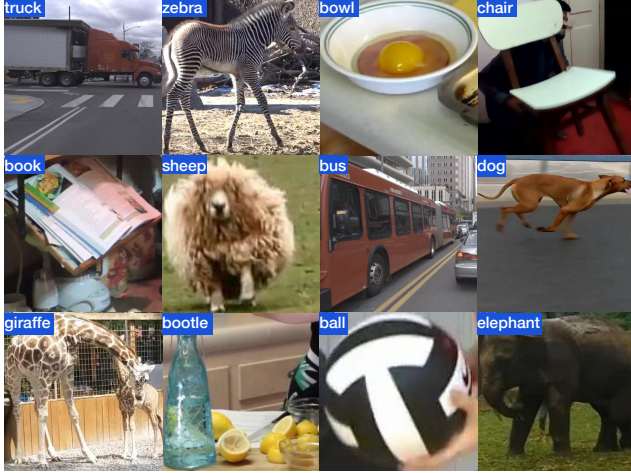 truck
zebra
bowl
chair
book
sheep
bus
dog
giraffe
bootle
ball
elephant
T